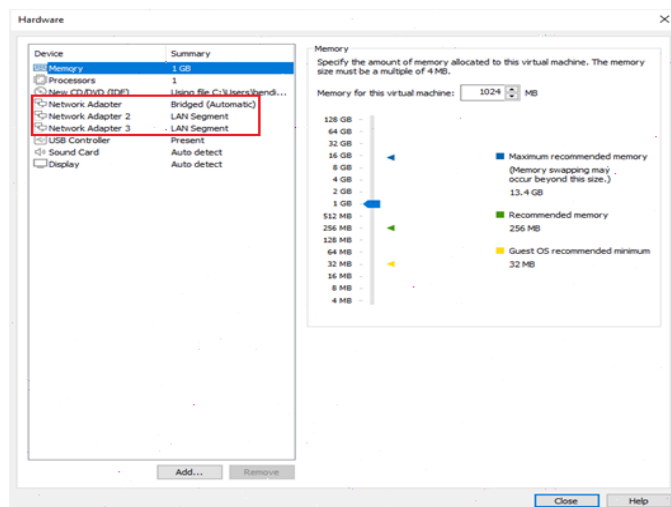 Hardware
Device Summary
Memory 1 GB
Processors 1
New CD/DVD (IDE) Using file C:\Users\bendi...
Network Adapter Bridged (Automatic)
Network Adapter 2 LAN Segment
Network Adapter 3 LAN Segment
USB Controller Present
Sound Card Auto detect
Display Auto detect
Add... Remove
Memory
Specify the amount of memory allocated to this virtual machine. The memory
size must be a multiple of 4 MB.
Memory for this virtual machine: 1024 MB
128 GB
64 GB
32 GB
16 GB
8 GB
4 GB
2 GB
1 GB
512 MB
256 MB
128 MB
64 MB
32 MB
16 MB
8 MB
4 MB
Maximum recommended memory
(Memory swapping may
occur beyond this size.)
13.4 GB
Recommended memory
256 MB
Guest OS recommended minimum
32 MB
Close Help